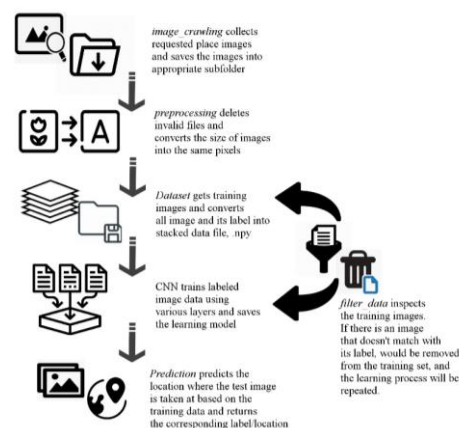 image_crawling collects
requested place images
and saves the images into
appropriate subfolder
A
preprocessing deletes
invalid files and
converts the size of images
into the same pixels
Dataset gets training
images and converts
all image and its label into
stacked data file, .npy
CNN trains labeled
image data using
various layers and saves
the learning model
filter_data inspects
the training images.
If there is an image
that doesn't match with
its label, would be removed
from the training set, and
the learning process will be
repeated.
Prediction predicts the
location where the test image
is taken at based on the
training data and returns
the corresponding label/location